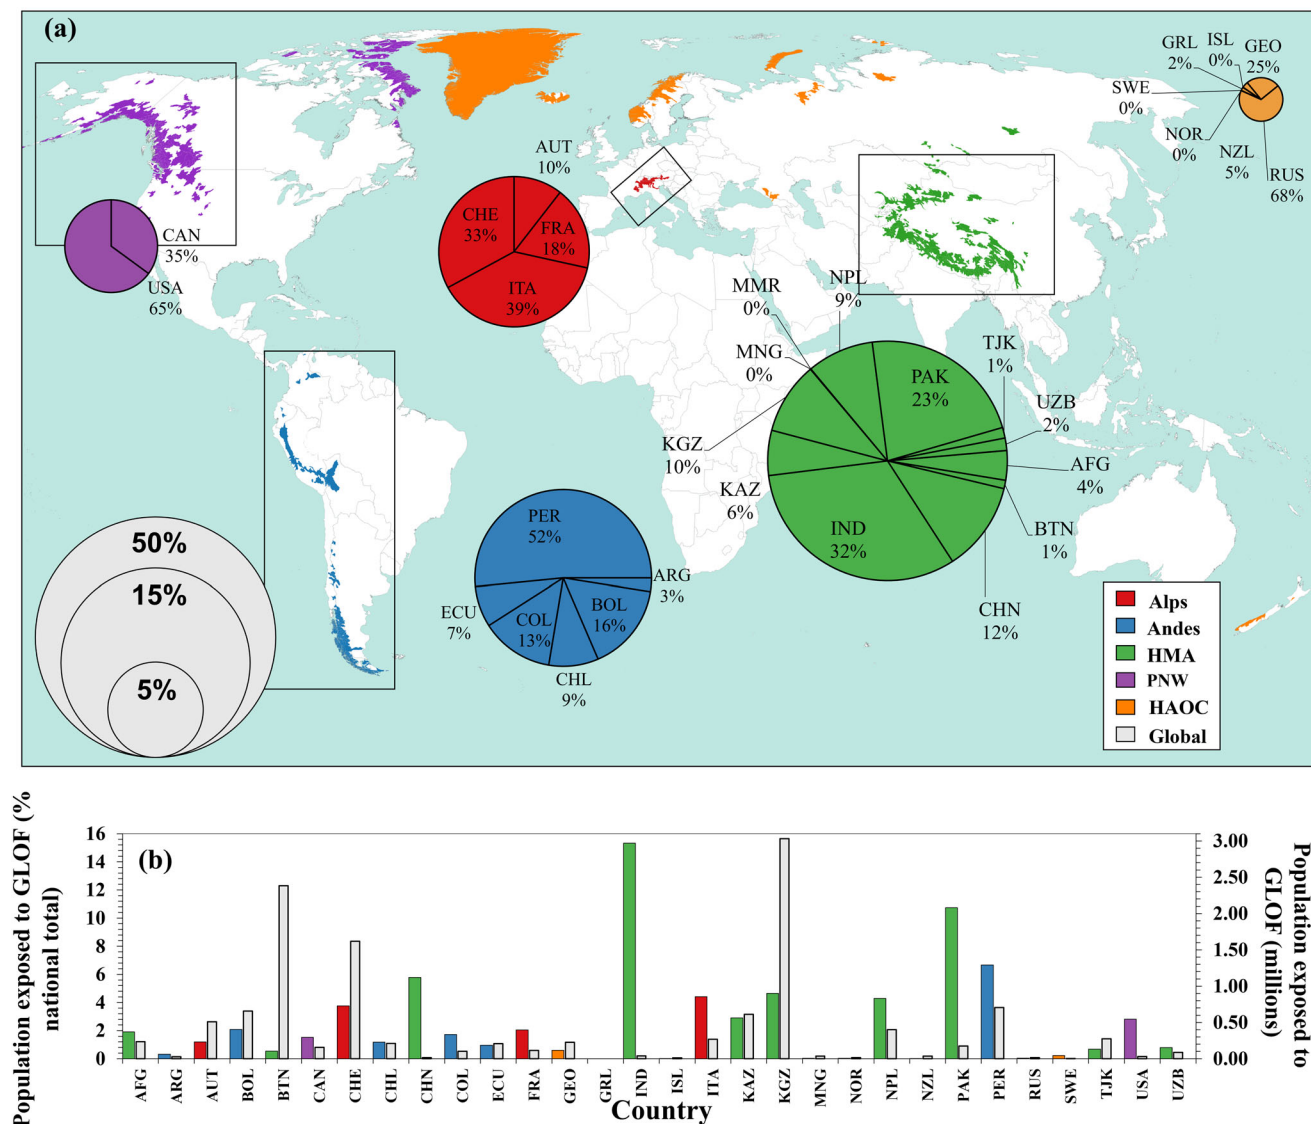 (a)
GRL
2%
ISL
0%
GEO
25%
SWE
0%
NOR
0%
NZL
5%
RUS
68%
AUT
10%
CHE
33%
FRA
18%
ITA
39%
CAN
35%
USA
65%
MMR
0%
NPL
9%
MNG
0%
PAK
23%
TJK
1%
UZB
2%
KGZ
10%
AFG
4%
KAZ
6%
IND
32%
BTN
1%
CHN
12%
PER
52%
ARG
3%
ECU
7%
COL
13%
BOL
16%
CHL
9%
50%
15%
5%
Alps
Andes
HMA
PNW
HAOC
Global
(b)
Population exposed to GLOF (%
national total)
16
14
12
10
8
6
4
2
0
3.00
2.50
2.00
1.50
1.00
0.50
0.00
Population exposed to
GLOF (millions)
AFG
ARG
AUT
BOL
BTN
CAN
CHE
CHL
CHN
COL
ECU
FRA
GEO
GRL
IND
ISL
ITA
KAZ
KGZ
MNG
NOR
NPL
NZL
PAK
PER
RUS
SWE
TJK
USA
UZB
Country